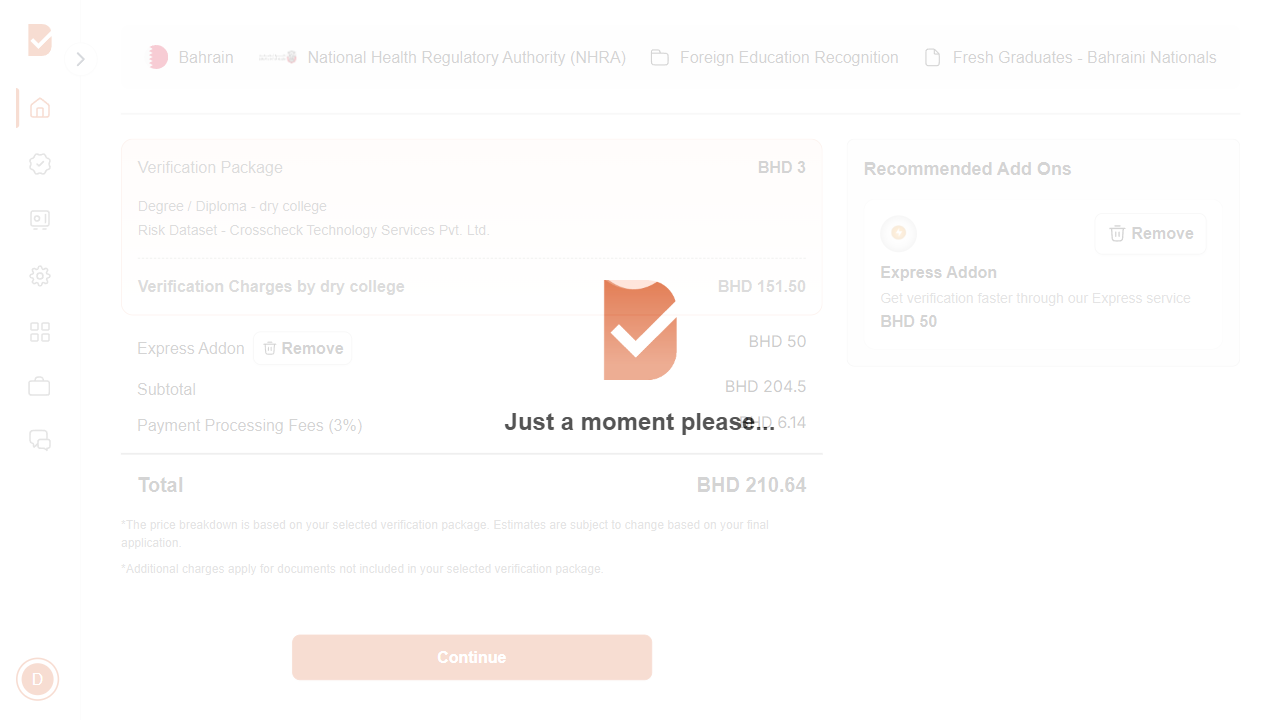 Bahrain
National Health Regulatory Authority (NHRA)
Foreign Education Recognition
Fresh Graduates - Bahraini Nationals
Verification Package
BHD 3
Degree / Diploma - dry college
Risk Dataset - Crosscheck Technology Services Pvt. Ltd.
Verification Charges by dry college
BHD 151.50
Express Addon
Remove
BHD 50
Subtotal
BHD 204.5
Payment Processing Fees (3%)
BHD 6.14
Just a moment please...
Total
BHD 210.64
*The price breakdown is based on your selected verification package. Estimates are subject to change based on your final
application.
*Additional charges apply for documents not included in your selected verification package.
Continue
Recommended Add Ons
Remove
Express Addon
Get verification faster through our Express service
BHD 50
D